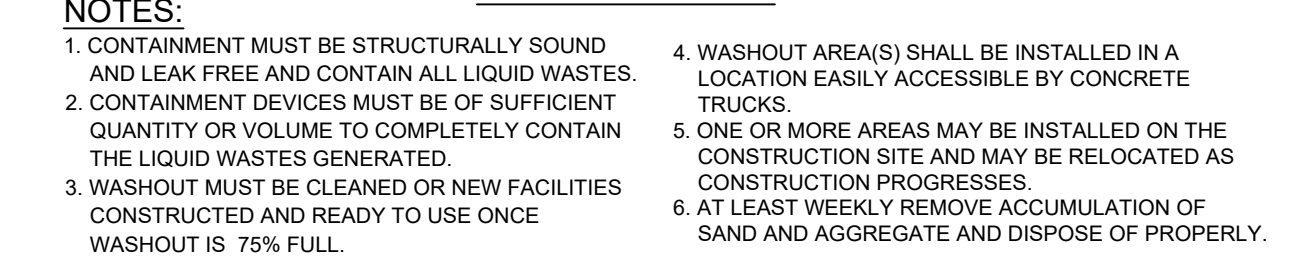 NOTES:
1. CONTAINMENT MUST BE STRUCTURALLY SOUND
AND LEAK FREE AND CONTAIN ALL LIQUID WASTES.
2. CONTAINMENT DEVICES MUST BE OF SUFFICIENT
QUANTITY OR VOLUME TO COMPLETELY CONTAIN
THE LIQUID WASTES GENERATED.
3. WASHOUT MUST BE CLEANED OR NEW FACILITIES
CONSTRUCTED AND READY TO USE ONCE
WASHOUT IS 75% FULL.
4. WASHOUT AREA(S) SHALL BE INSTALLED IN A
LOCATION EASILY ACCESSIBLE BY CONCRETE
TRUCKS.
5. ONE OR MORE AREAS MAY BE INSTALLED ON THE
CONSTRUCTION SITE AND MAY BE RELOCATED AS
CONSTRUCTION PROGRESSES.
6. AT LEAST WEEKLY REMOVE ACCUMULATION OF
SAND AND AGGREGATE AND DISPOSE OF PROPERLY.